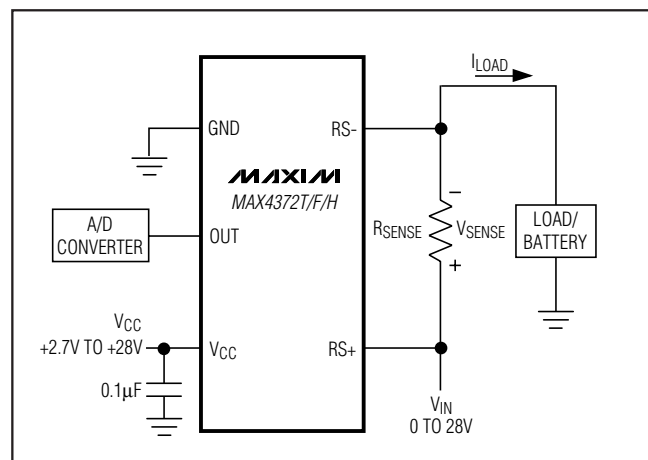 I_LOAD
GND
RS-
MAXIM
MAX4372T/F/H
A/D
CONVERTER
OUT
R_SENSE
−
V_SENSE
+
LOAD/
BATTERY
V_CC
+2.7V TO +28V
V_CC
RS+
0.1µF
V_IN
0 TO 28V